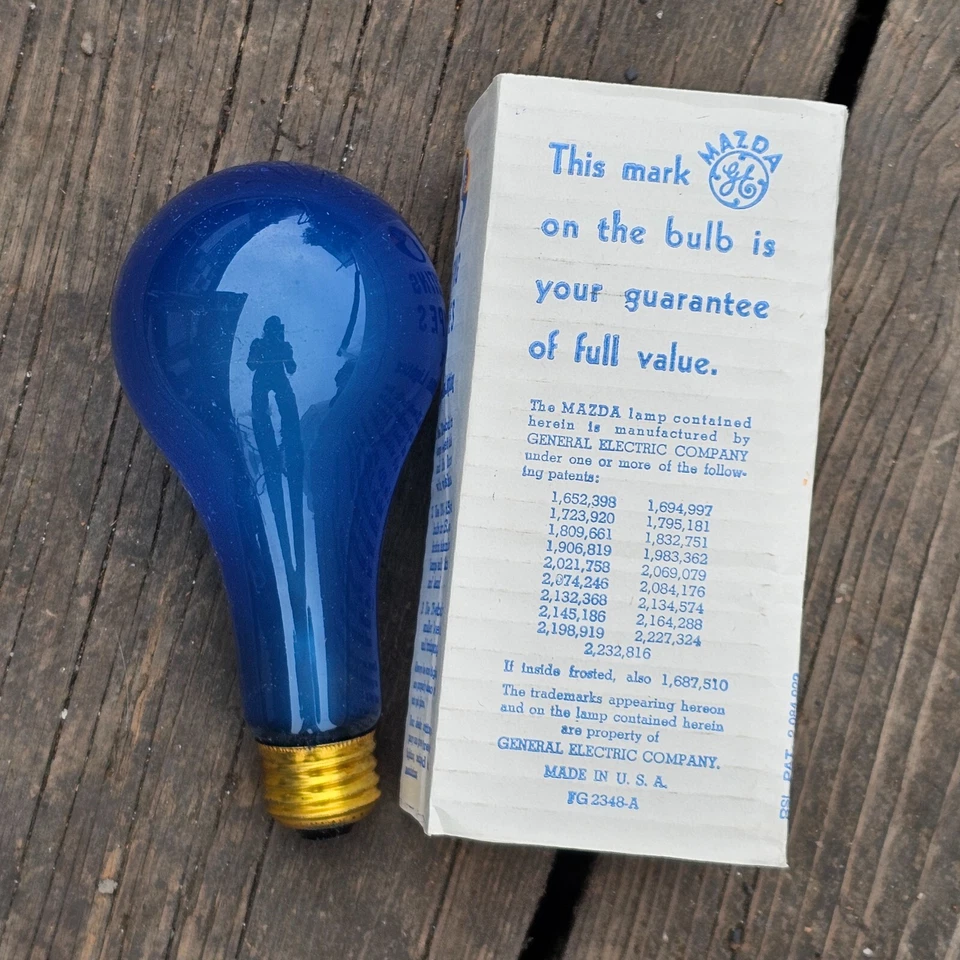 This mark MAZDA GE
on the bulb is
your guarantee
of full value.
The MAZDA lamp contained
herein is manufactured by
GENERAL ELECTRIC COMPANY
under one or more of the follow-
ing patents:
1,652,398 1,694,997
1,723,920 1,795,181
1,809,661 1,832,751
1,906,819 1,983,362
2,021,758 2,069,079
2,074,246 2,084,176
2,132,368 2,134,574
2,145,186 2,164,288
2,198,919 2,227,324
2,232,816
If inside frosted, also 1,687,510
The trademarks appearing hereon
and on the lamp contained herein
are property of
GENERAL ELECTRIC COMPANY.
MADE IN U. S. A.
FG 2348-A
PAT.